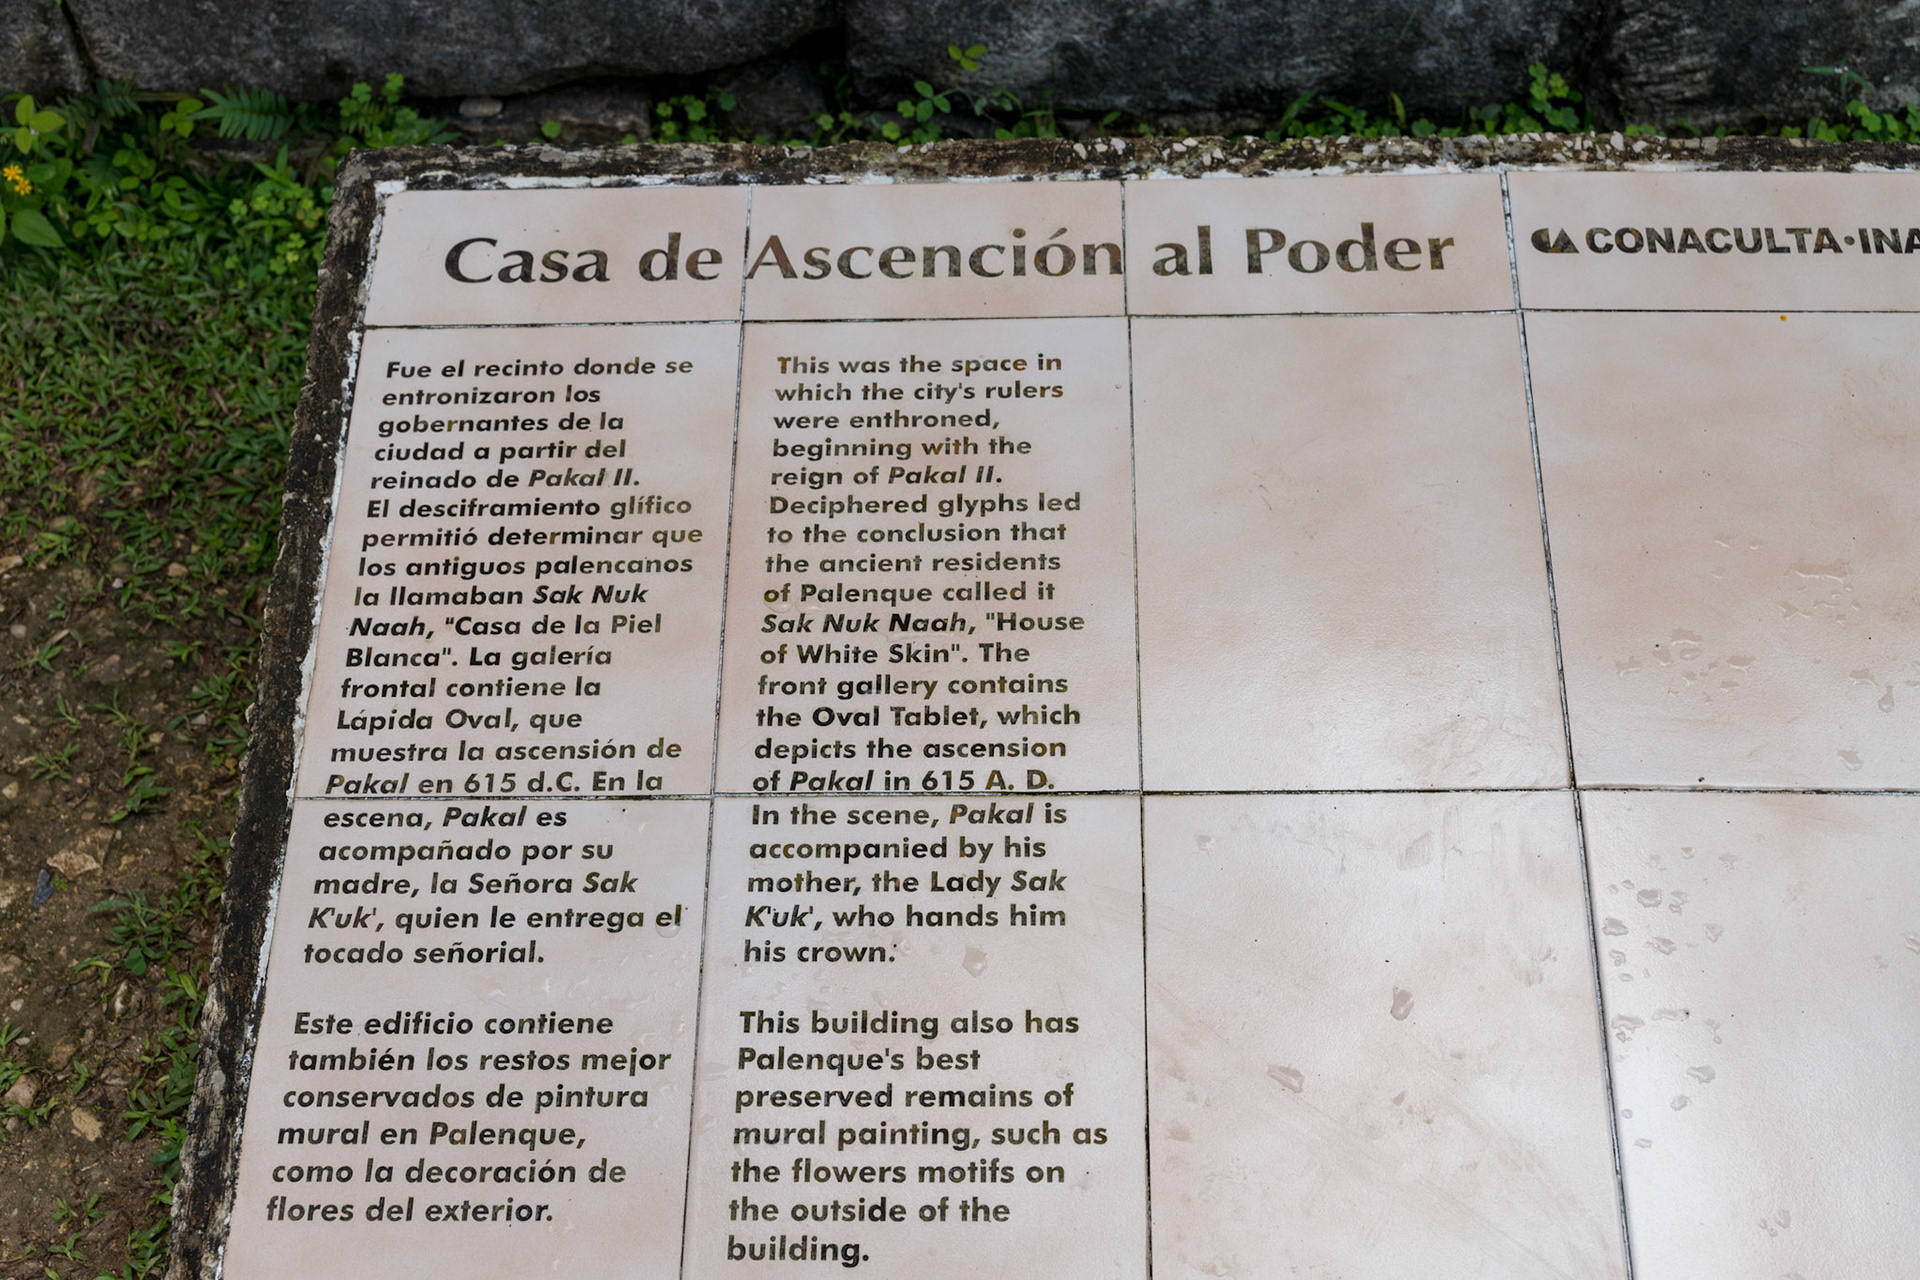 Casa de Ascención al Poder
CONACULTA·INA
Fue el recinto donde se
entronizaron los
gobernantes de la
ciudad a partir del
reinado de Pakal II.
El desciframiento glífico
permitió determinar que
los antiguos palencanos
la llamaban Sak Nuk
Naah, "Casa de la Piel
Blanca". La galería
frontal contiene la
Lápida Oval, que
muestra la ascensión de
Pakal en 615 d.C. En la
escena, Pakal es
acompañado por su
madre, la Señora Sak
K'uk', quien le entrega el
tocado señorial.
Este edificio contiene
también los restos mejor
conservados de pintura
mural en Palenque,
como la decoración de
flores del exterior.
This was the space in
which the city's rulers
were enthroned,
beginning with the
reign of Pakal II.
Deciphered glyphs led
to the conclusion that
the ancient residents
of Palenque called it
Sak Nuk Naah, "House
of White Skin". The
front gallery contains
the Oval Tablet, which
depicts the ascension
of Pakal in 615 A. D.
In the scene, Pakal is
accompanied by his
mother, the Lady Sak
K'uk', who hands him
his crown.
This building also has
Palenque's best
preserved remains of
mural painting, such as
the flowers motifs on
the outside of the
building.